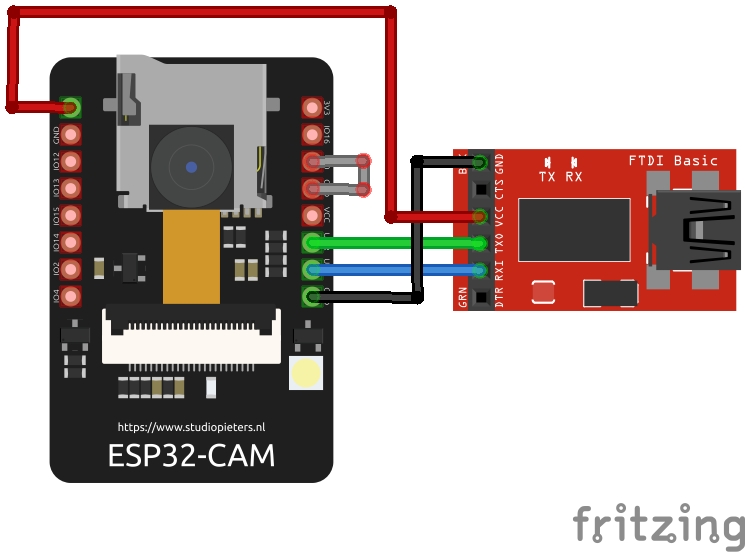 3V3
GND
IO16
IO12
IO13
VCC
IO15
IO14
IO2
IO4
https://www.studiopieters.nl
ESP32-CAM
FTDI Basic
TX RX
GND
CTS
VCC
TXO
RXI
DTR
GRN
fritzing